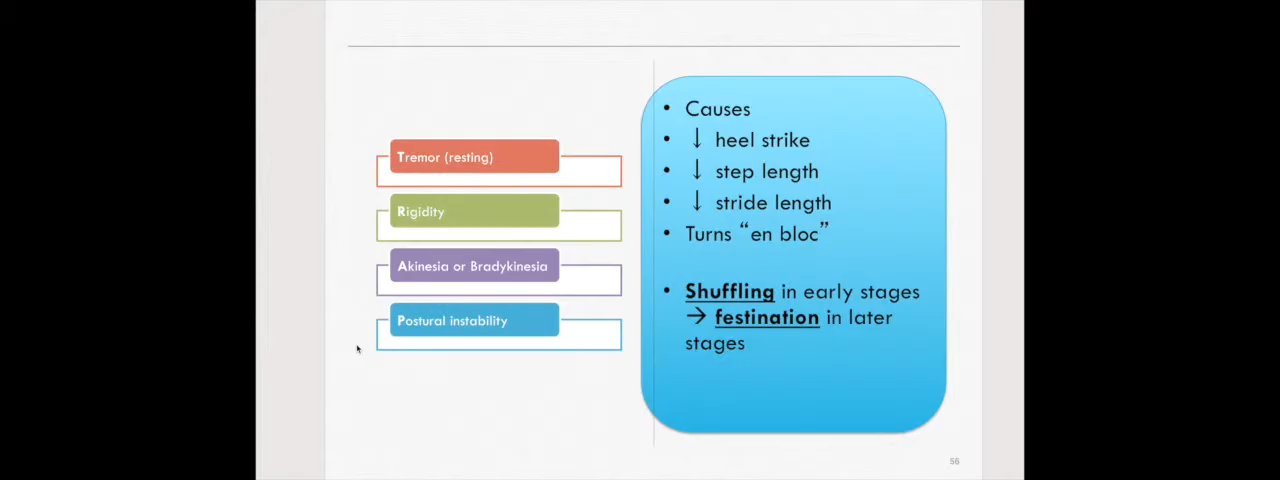 Tremor (resting)
Rigidity
Akinesia or Bradykinesia
Postural instability
• Causes
• ↓ heel strike
• ↓ step length
• ↓ stride length
• Turns “en bloc”
• Shuffling in early stages
→ festination in later
stages
56